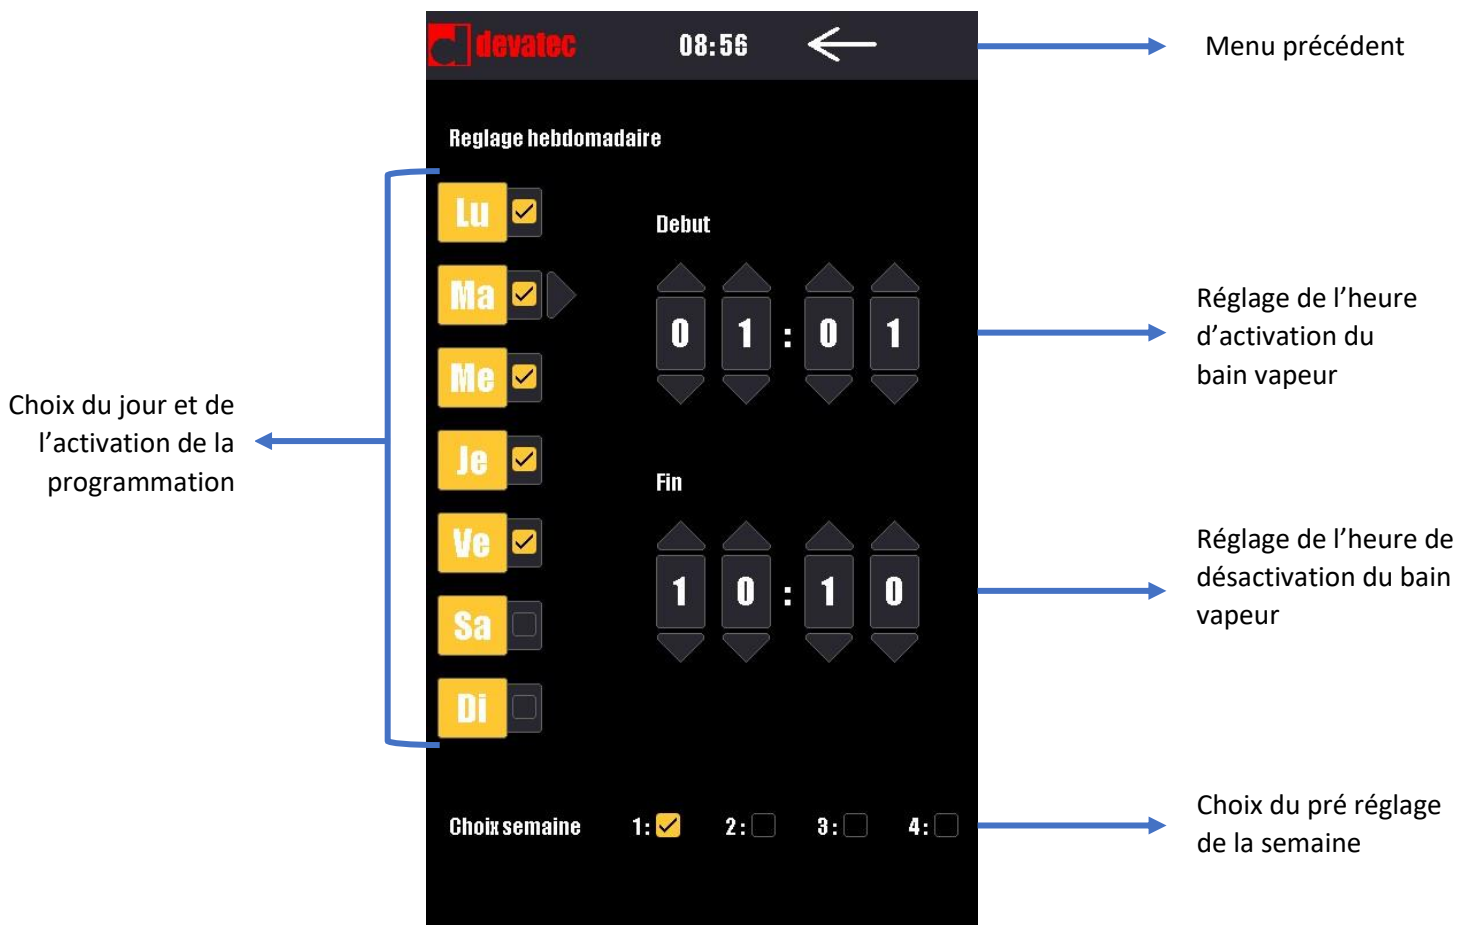 devatec 08:56
Menu précédent
Reglage hebdomadaire
Lu
Ma
Me
Je
Ve
Sa
Di
Choix du jour et de
l’activation de la
programmation
Debut
0 1 : 0 1
Réglage de l’heure
d’activation du
bain vapeur
Fin
1 0 : 1 0
Réglage de l’heure de
désactivation du bain
vapeur
Choix semaine 1: 2: 3: 4:
Choix du pré réglage
de la semaine